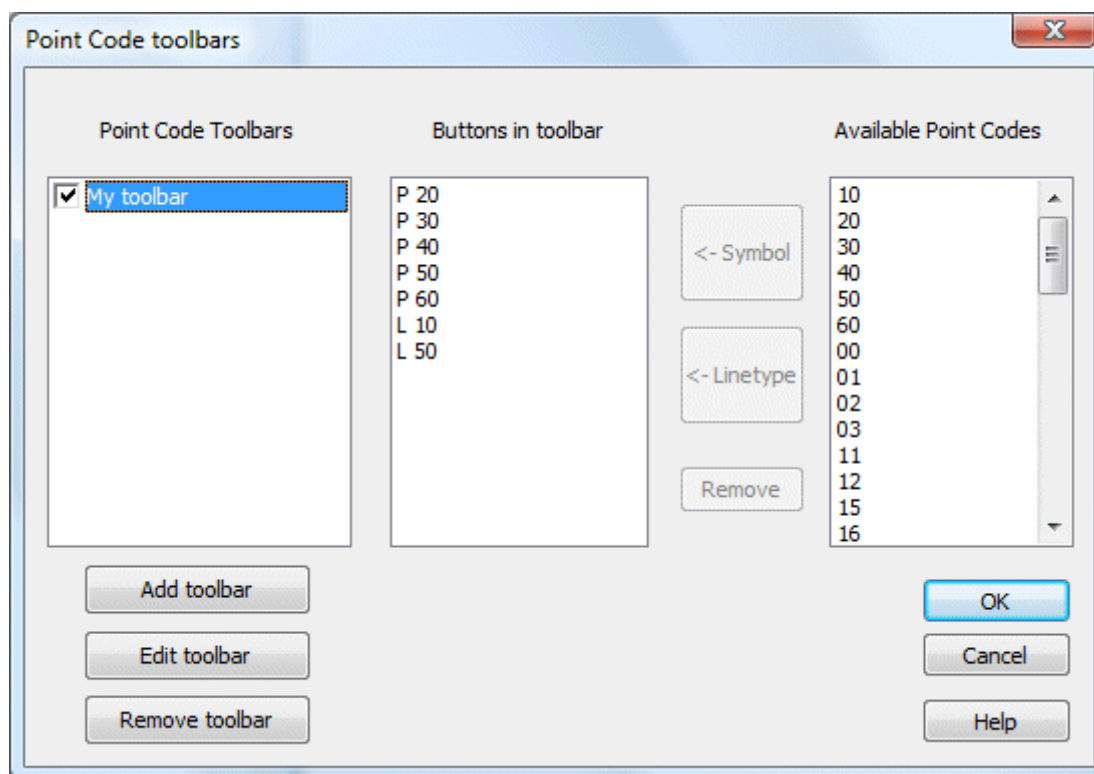 Point Code toolbars
Point Code Toolbars
Buttons in toolbar
Available Point Codes
My toolbar
P 20
P 30
P 40
P 50
P 60
L 10
L 50
<- Symbol
<- Linetype
Remove
10
20
30
40
50
60
00
01
02
03
11
12
15
16
Add toolbar
Edit toolbar
Remove toolbar
OK
Cancel
Help